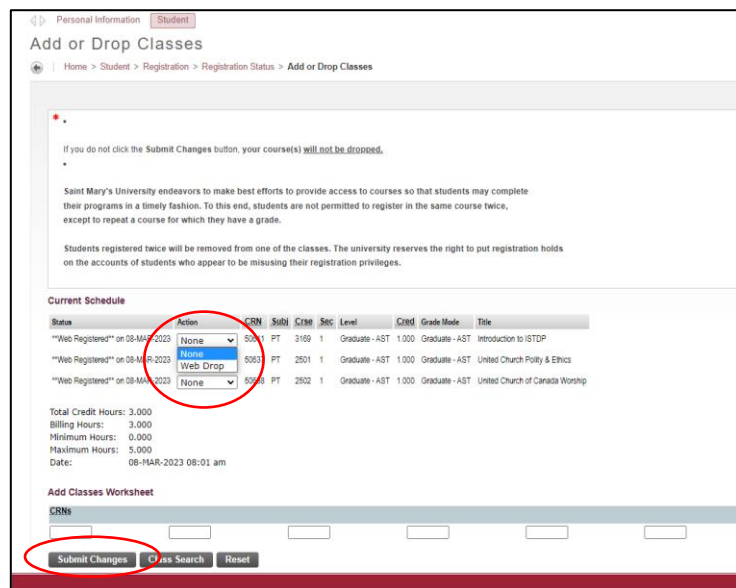 Personal Information Student
Add or Drop Classes
Home > Student > Registration > Registration Status > Add or Drop Classes
* •
If you do not click the Submit Changes button, your course(s) will not be dropped.
•
Saint Mary's University endeavors to make best efforts to provide access to courses so that students may complete
their programs in a timely fashion. To this end, students are not permitted to register in the same course twice,
except to repeat a course for which they have a grade.
Students registered twice will be removed from one of the classes. The university reserves the right to put registration holds
on the accounts of students who appear to be misusing their registration privileges.
Current Schedule
Status Action CRN Subj Crse Sec Level Cred Grade Mode Title
**Web Registered** on 08-MAR-2023 None PT 3169 1 Graduate - AST 1.000 Graduate - AST Introduction to ISTDP
None
**Web Registered** on 08-MAR-2023 PT 2501 1 Graduate - AST 1.000 Graduate - AST United Church Polity & Ethics
Web Drop
**Web Registered** on 08-MAR-2023 None PT 2502 1 Graduate - AST 1.000 Graduate - AST United Church of Canada Worship
Total Credit Hours: 3.000
Billing Hours: 3.000
Minimum Hours: 0.000
Maximum Hours: 5.000
Date: 08-MAR-2023 08:01 am
Add Classes Worksheet
CRNs
Submit Changes Class Search Reset